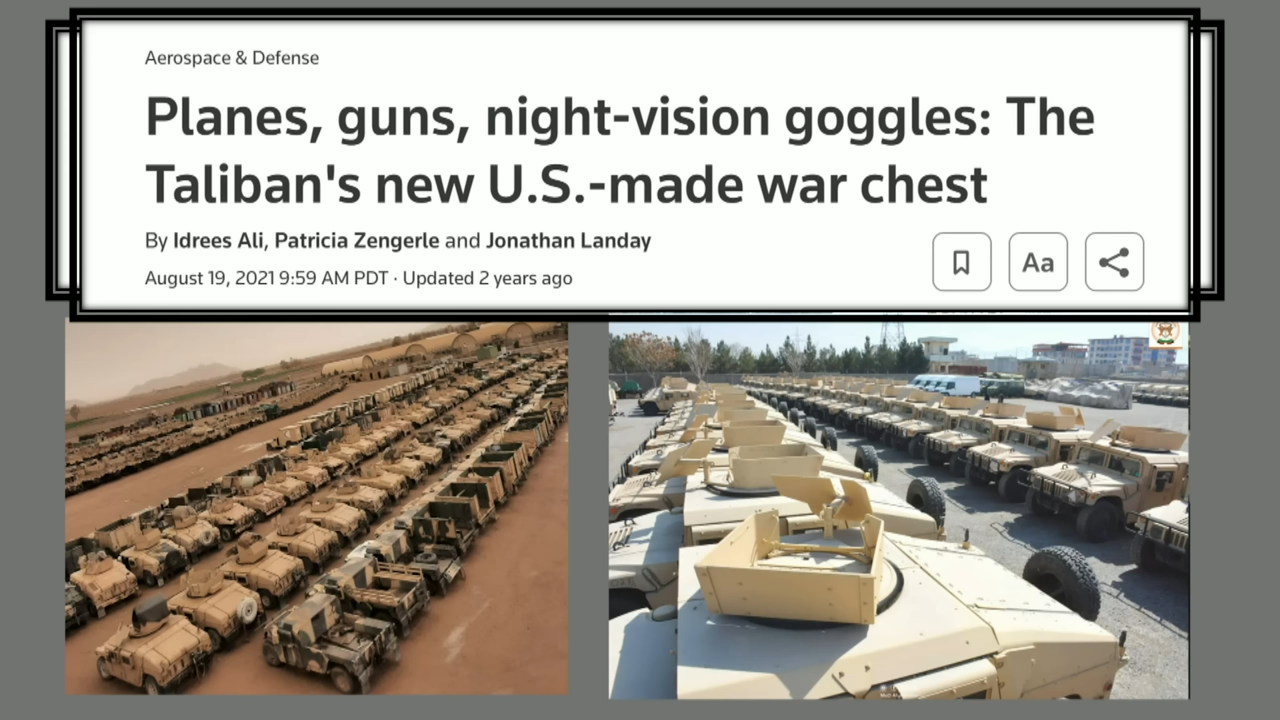 Aerospace & Defense
Planes, guns, night-vision goggles: The
Taliban's new U.S.-made war chest
By Idrees Ali, Patricia Zengerle and Jonathan Landay
August 19, 2021 9:59 AM PDT · Updated 2 years ago
Aa